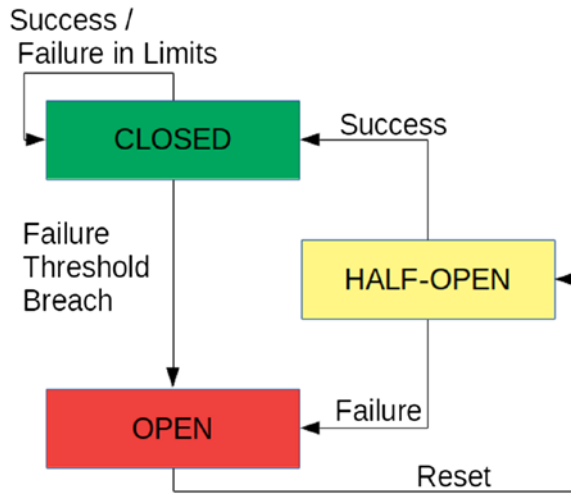 Success /
Failure in Limits
CLOSED
Success
Failure
Threshold
Breach
HALF-OPEN
OPEN
Failure
Reset